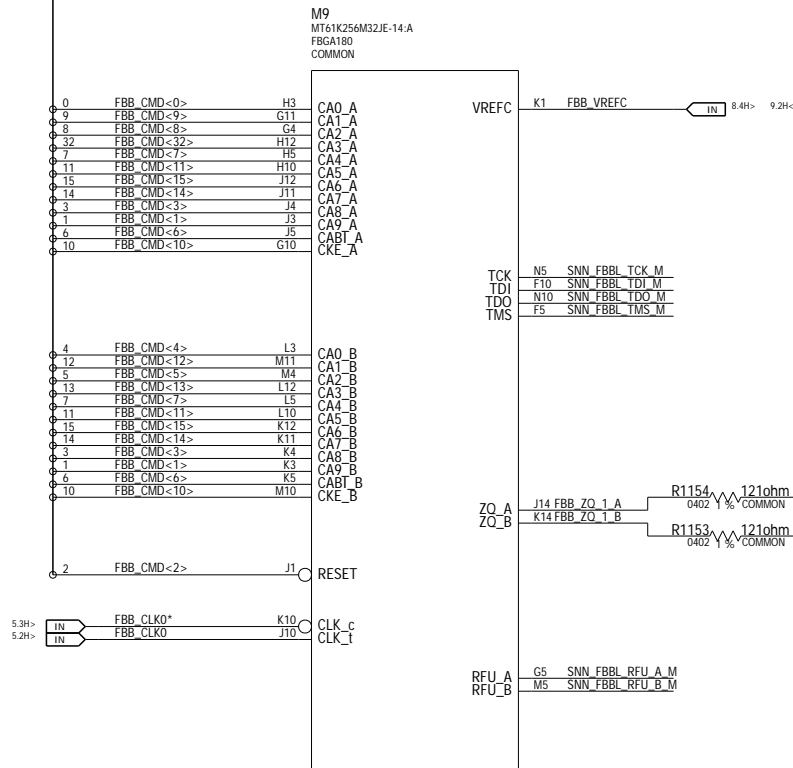 M9
MT61K256M32JE-14:A
FBGA180
COMMON
0 FBB_CMD<0> H3 CA0_A
9 FBB_CMD<9> G11 CA1_A
8 FBB_CMD<8> G4 CA2_A
32 FBB_CMD<32> H12 CA3_A
7 FBB_CMD<7> H5 CA4_A
11 FBB_CMD<11> H10 CA5_A
15 FBB_CMD<15> J12 CA6_A
14 FBB_CMD<14> J11 CA7_A
3 FBB_CMD<3> J4 CA8_A
1 FBB_CMD<1> J3 CA9_A
6 FBB_CMD<6> J5 CABI_A
10 FBB_CMD<10> G10 CKE_A
VREFC K1 FBB_VREFC IN 8.4H> 9.2H<
TCK N5 SNN_FBBL_TCK_M
TDI F10 SNN_FBBL_TDI_M
TDO N10 SNN_FBBL_TDO_M
TMS F5 SNN_FBBL_TMS_M
4 FBB_CMD<4> L3 CA0_B
12 FBB_CMD<12> M11 CA1_B
5 FBB_CMD<5> M4 CA2_B
13 FBB_CMD<13> L12 CA3_B
7 FBB_CMD<7> L5 CA4_B
11 FBB_CMD<11> L10 CA5_B
15 FBB_CMD<15> K12 CA6_B
14 FBB_CMD<14> K11 CA7_B
3 FBB_CMD<3> K4 CA8_B
1 FBB_CMD<1> K3 CA9_B
6 FBB_CMD<6> K5 CABI_B
10 FBB_CMD<10> M10 CKE_B
R1154 121ohm
0402 1 % COMMON
ZQ_A J14 FBB_ZQ_1_A
ZQ_B K14 FBB_ZQ_1_B
R1153 121ohm
0402 1 % COMMON
2 FBB_CMD<2> J1 RESET
5.3H> IN FBB_CLK0* K10 CLK_c
5.2H> IN FBB_CLK0 J10 CLK_t
RFU_A G5 SNN_FBBL_RFU_A_M
RFU_B M5 SNN_FBBL_RFU_B_M